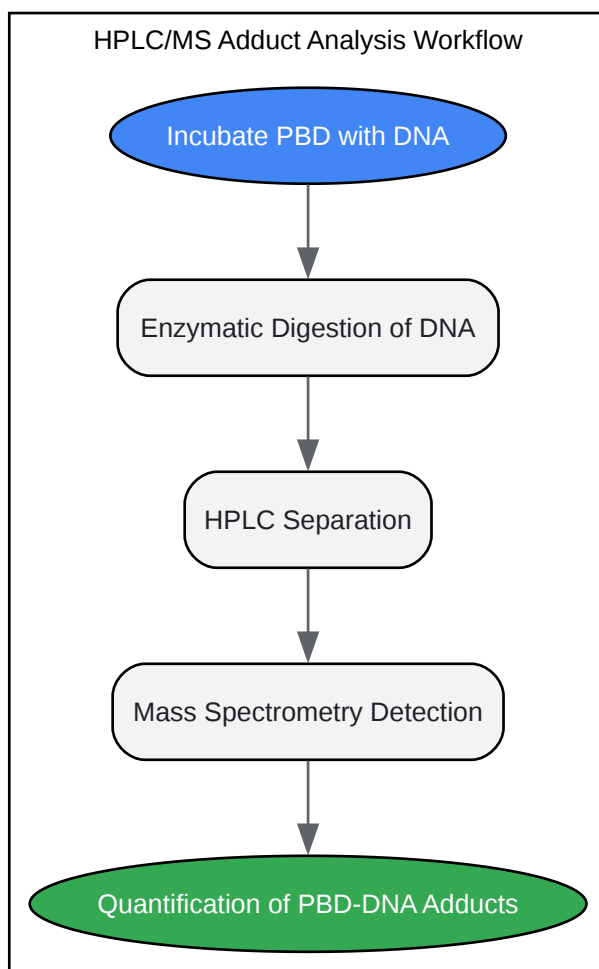 HPLC/MS Adduct Analysis Workflow
Incubate PBD with DNA
Enzymatic Digestion of DNA
HPLC Separation
Mass Spectrometry Detection
Quantification of PBD-DNA Adducts